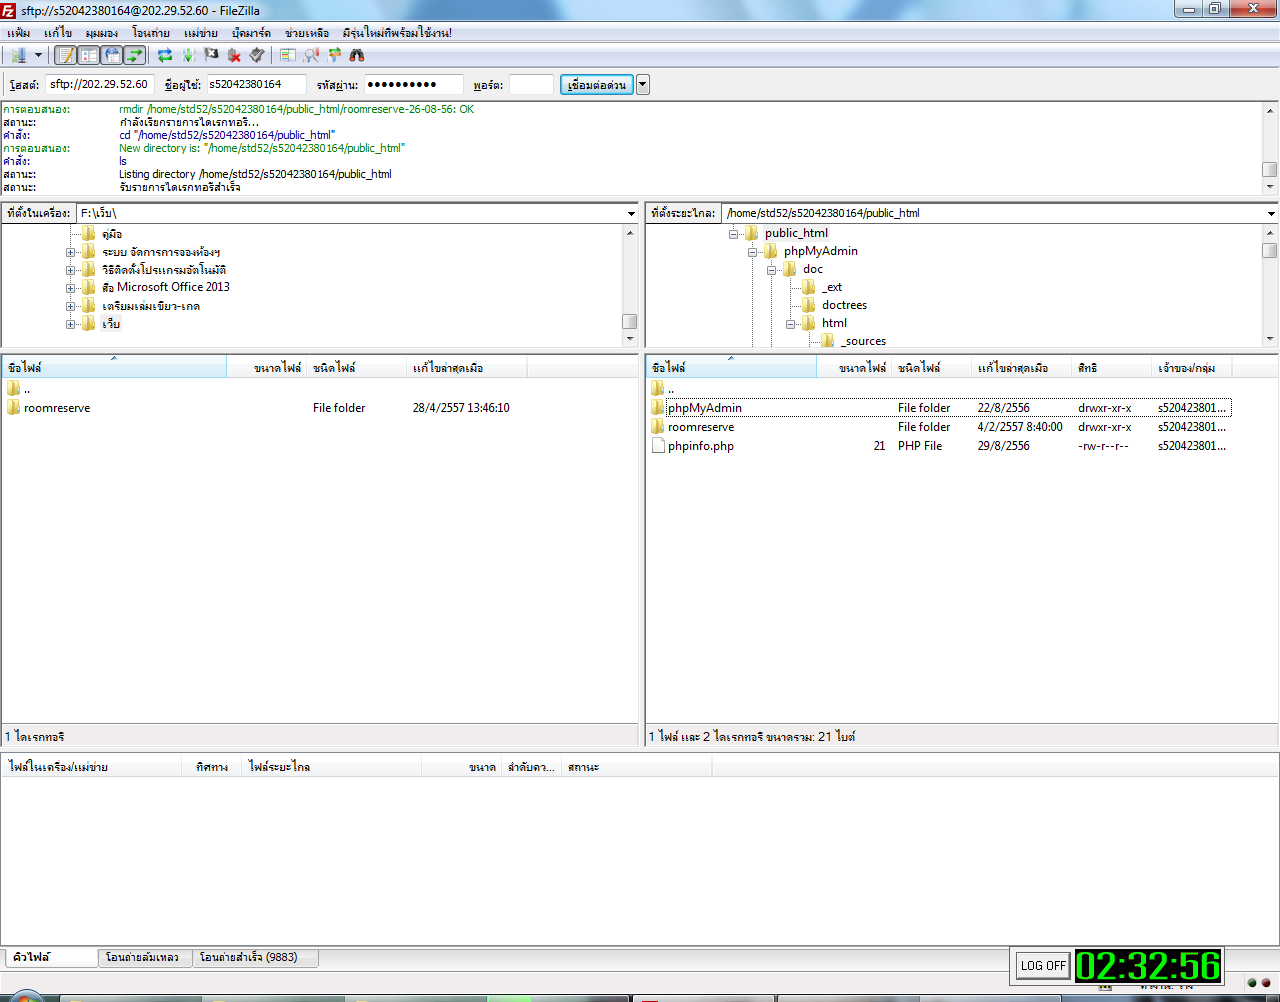 sftp://s52042380164@202.29.52.60 - FileZilla
แฟ้ม แก้ไข มุมมอง โอนถ่าย แม่ข่าย บุ๊คมาร์ค ช่วยเหลือ มีรุ่นใหม่ที่พร้อมใช้งาน!
โฮสต์: sftp://202.29.52.60 ชื่อผู้ใช้: s52042380164 รหัสผ่าน: ●●●●●●●●●● พอร์ต: เชื่อมต่อด่วน
การตอบสนอง: rmdir /home/std52/s52042380164/public_html/roomreserve-26-08-56: OK
สถานะ: กำลังเรียกรายการไดเรกทอรี...
คำสั่ง: cd "/home/std52/s52042380164/public_html"
การตอบสนอง: New directory is: "/home/std52/s52042380164/public_html"
คำสั่ง: ls
สถานะ: Listing directory /home/std52/s52042380164/public_html
สถานะ: รับรายการไดเรกทอรีสำเร็จ
ที่ตั้งในเครื่อง: F:\เว็บ\
คู่มือ
ระบบ จัดการการจองห้องฯ
วิธีติดตั้งโปรแกรมอัตโนมัติ
สื่อ Microsoft Office 2013
เตรียมเล่มเขียว-เกด
เว็บ
ที่ตั้งระยะไกล: /home/std52/s52042380164/public_html
public_html
phpMyAdmin
doc
_ext
doctrees
html
_sources
ชื่อไฟล์ ขนาดไฟล์ ชนิดไฟล์ แก้ไขล่าสุดเมื่อ
..
roomreserve File folder 28/4/2557 13:46:10
1 ไดเรกทอรี
ชื่อไฟล์ ขนาดไฟล์ ชนิดไฟล์ แก้ไขล่าสุดเมื่อ สิทธิ เจ้าของ/กลุ่ม
..
phpMyAdmin File folder 22/8/2556 drwxr-xr-x s520423801...
roomreserve File folder 4/2/2557 8:40:00 drwxr-xr-x s520423801...
phpinfo.php 21 PHP File 29/8/2556 -rw-r--r-- s520423801...
1 ไฟล์ และ 2 ไดเรกทอรี ขนาดรวม: 21 ไบต์
ไฟล์ในเครื่อง/แม่ข่าย ทิศทาง ไฟล์ระยะไกล ขนาด ลำดับคว... สถานะ
คิวไฟล์ โอนถ่ายล้มเหลว โอนถ่ายสำเร็จ (9883)
LOG OFF 02:32:56